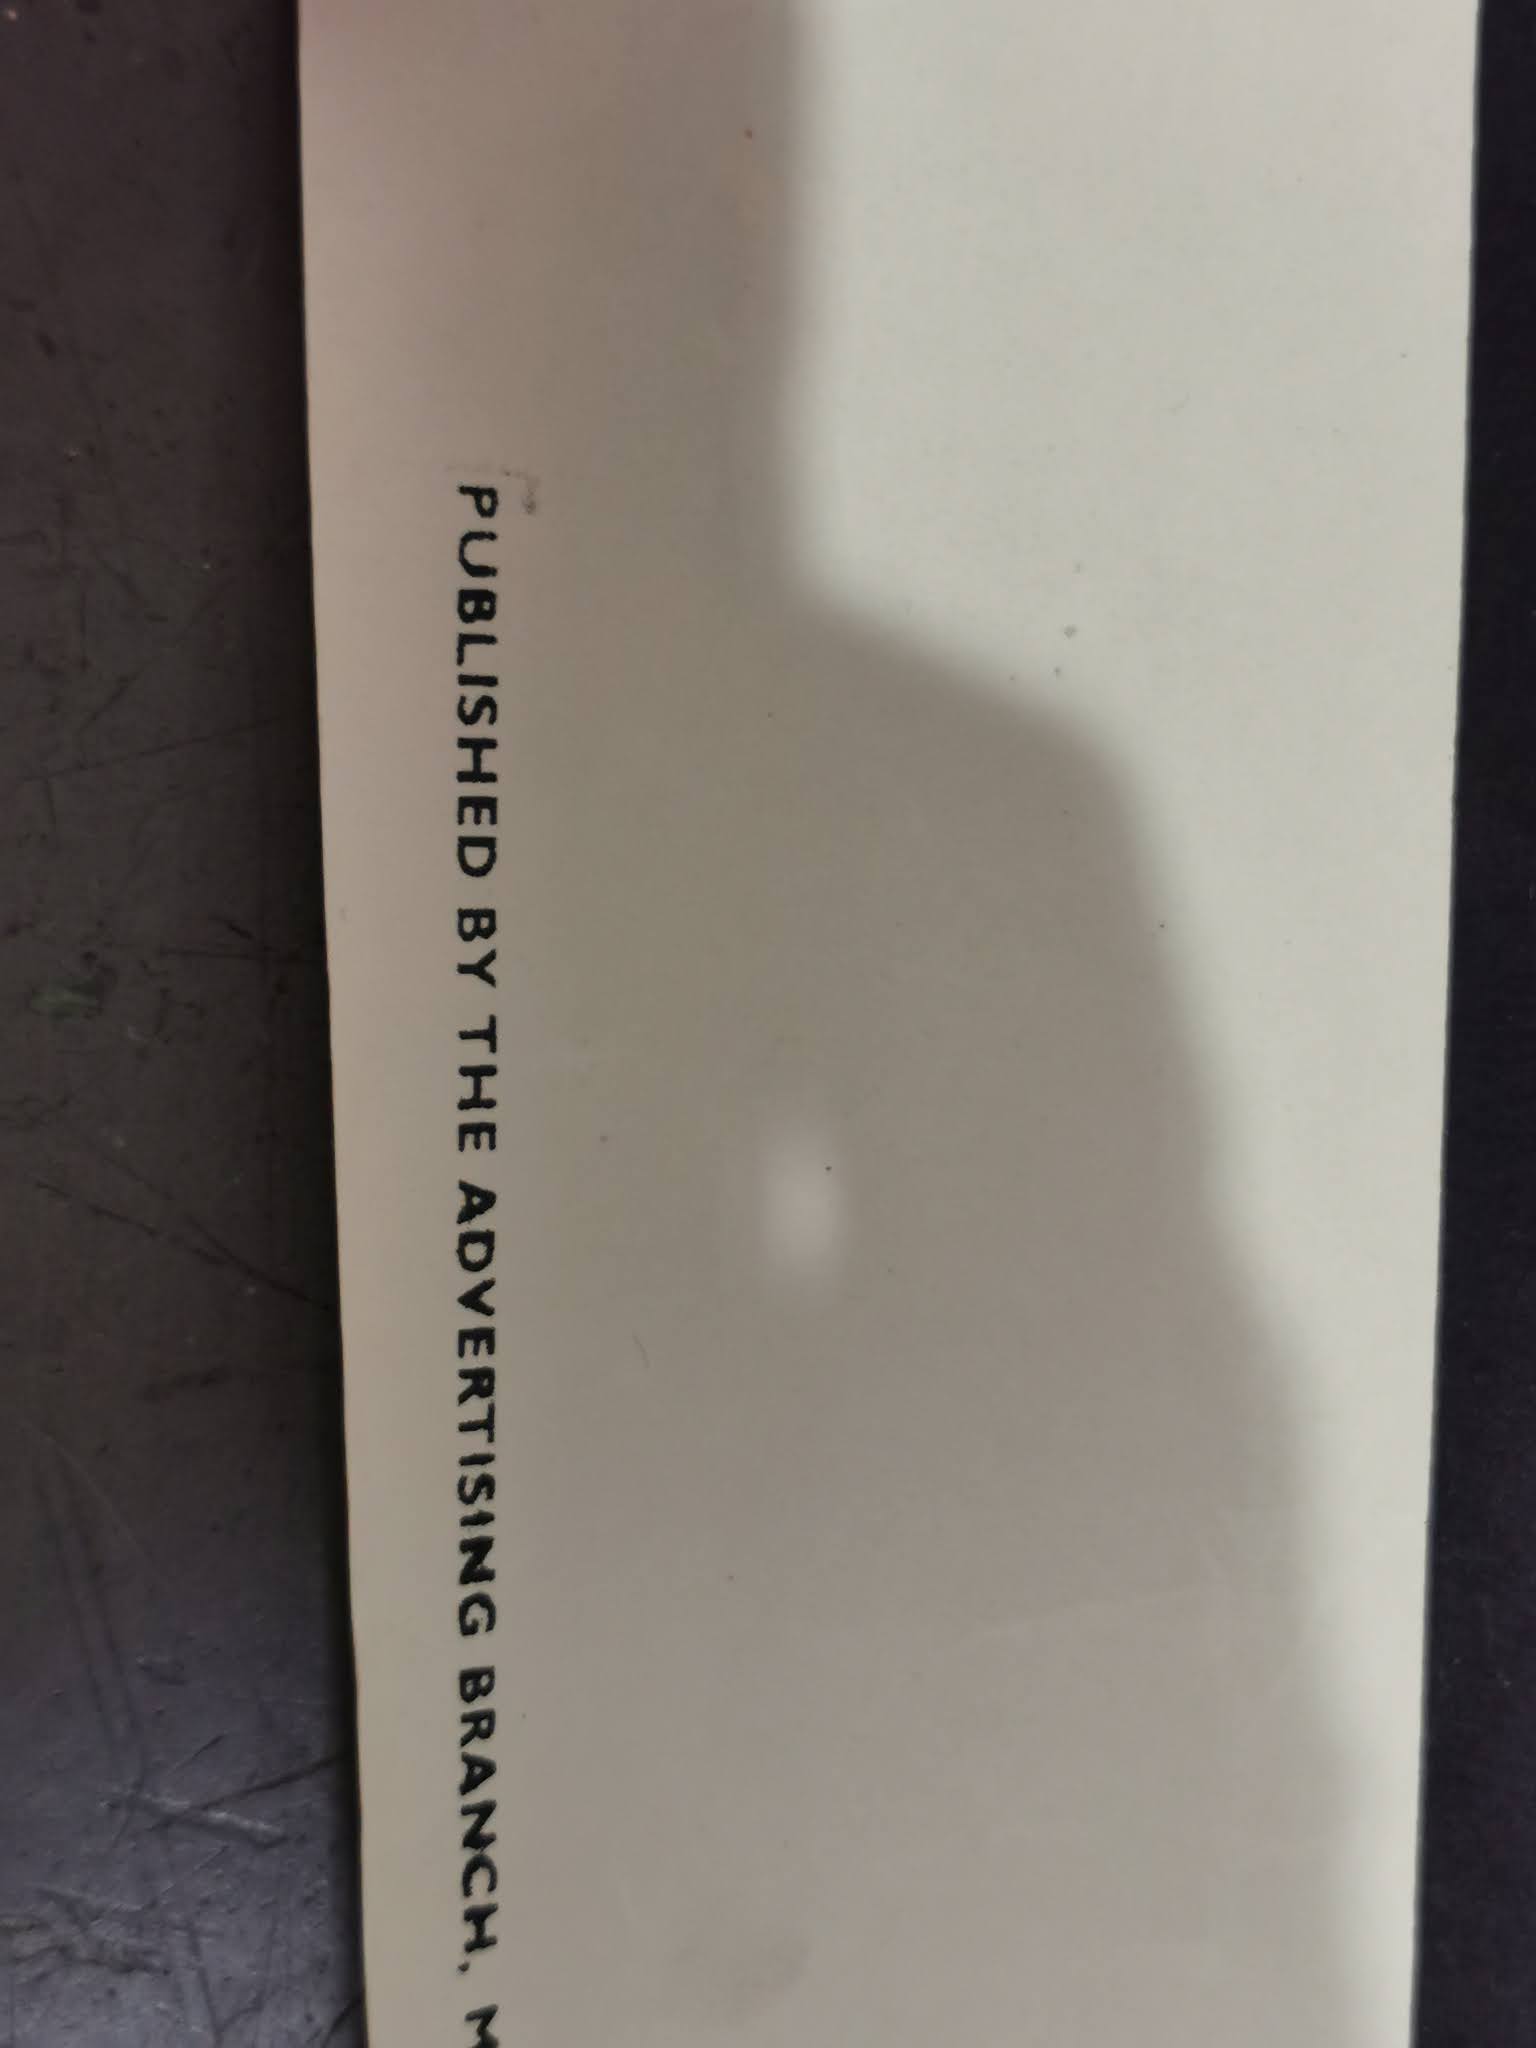 PUBLISHED BY THE ADVERTISING BRANCH, M